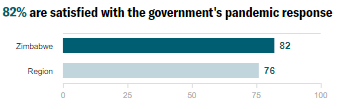 82% are satisfied with the government's pandemic response
Zimbabwe 82
Region 76
0 25 50 75 100